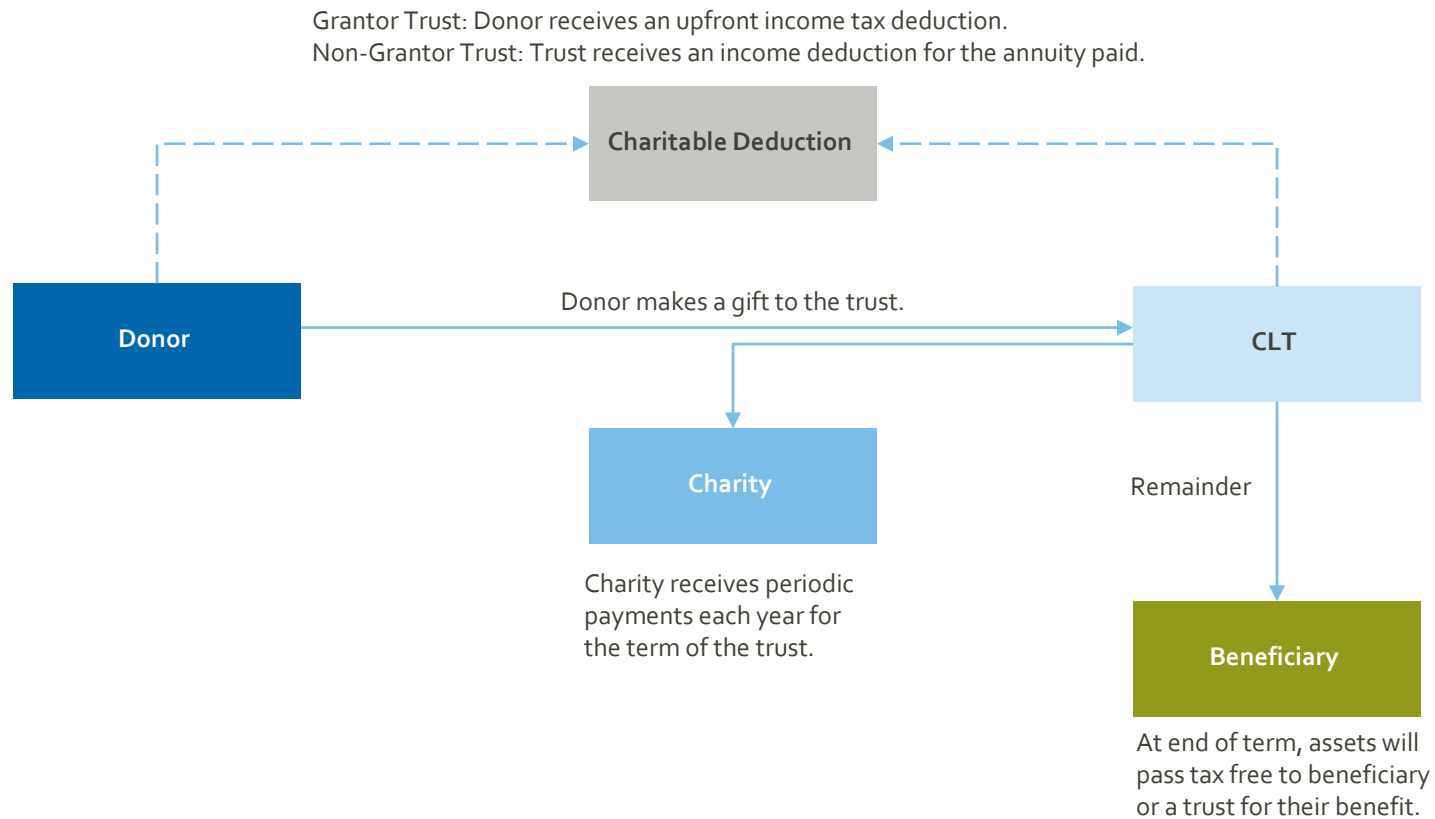 Grantor Trust: Donor receives an upfront income tax deduction.
Non-Grantor Trust: Trust receives an income deduction for the annuity paid.
Charitable Deduction
Donor makes a gift to the trust.
Donor
CLT
Charity
Remainder
Charity receives periodic
payments each year for
the term of the trust.
Beneficiary
At end of term, assets will
pass tax free to beneficiary
or a trust for their benefit.